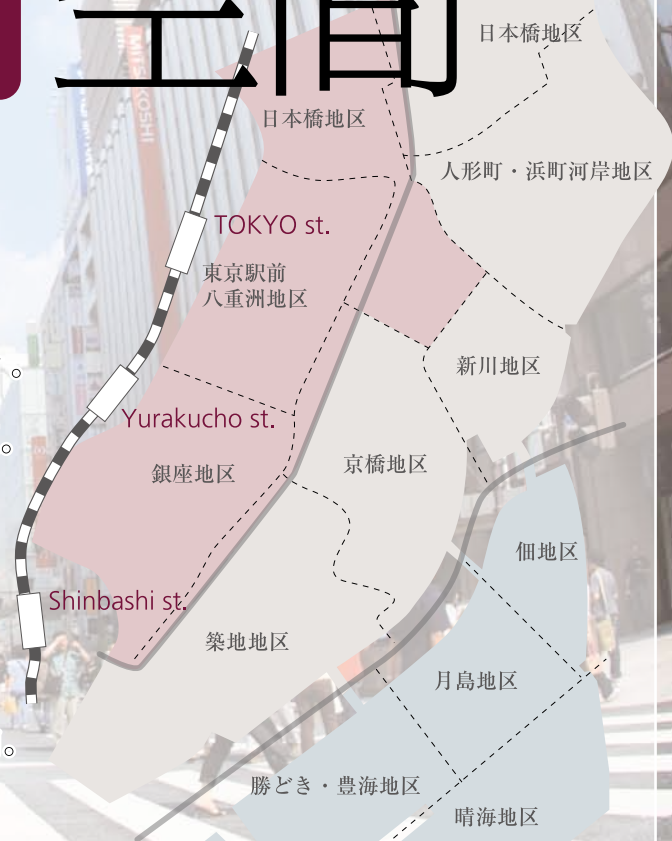 空間
日本橋地区
日本橋地区
人形町・浜町河岸地区
TOKYO st.
東京駅前
八重洲地区
新川地区
Yurakucho st.
銀座地区
京橋地区
佃地区
Shinbashi st.
築地地区
月島地区
勝どき・豊海地区
晴海地区
MITSUKOSHI